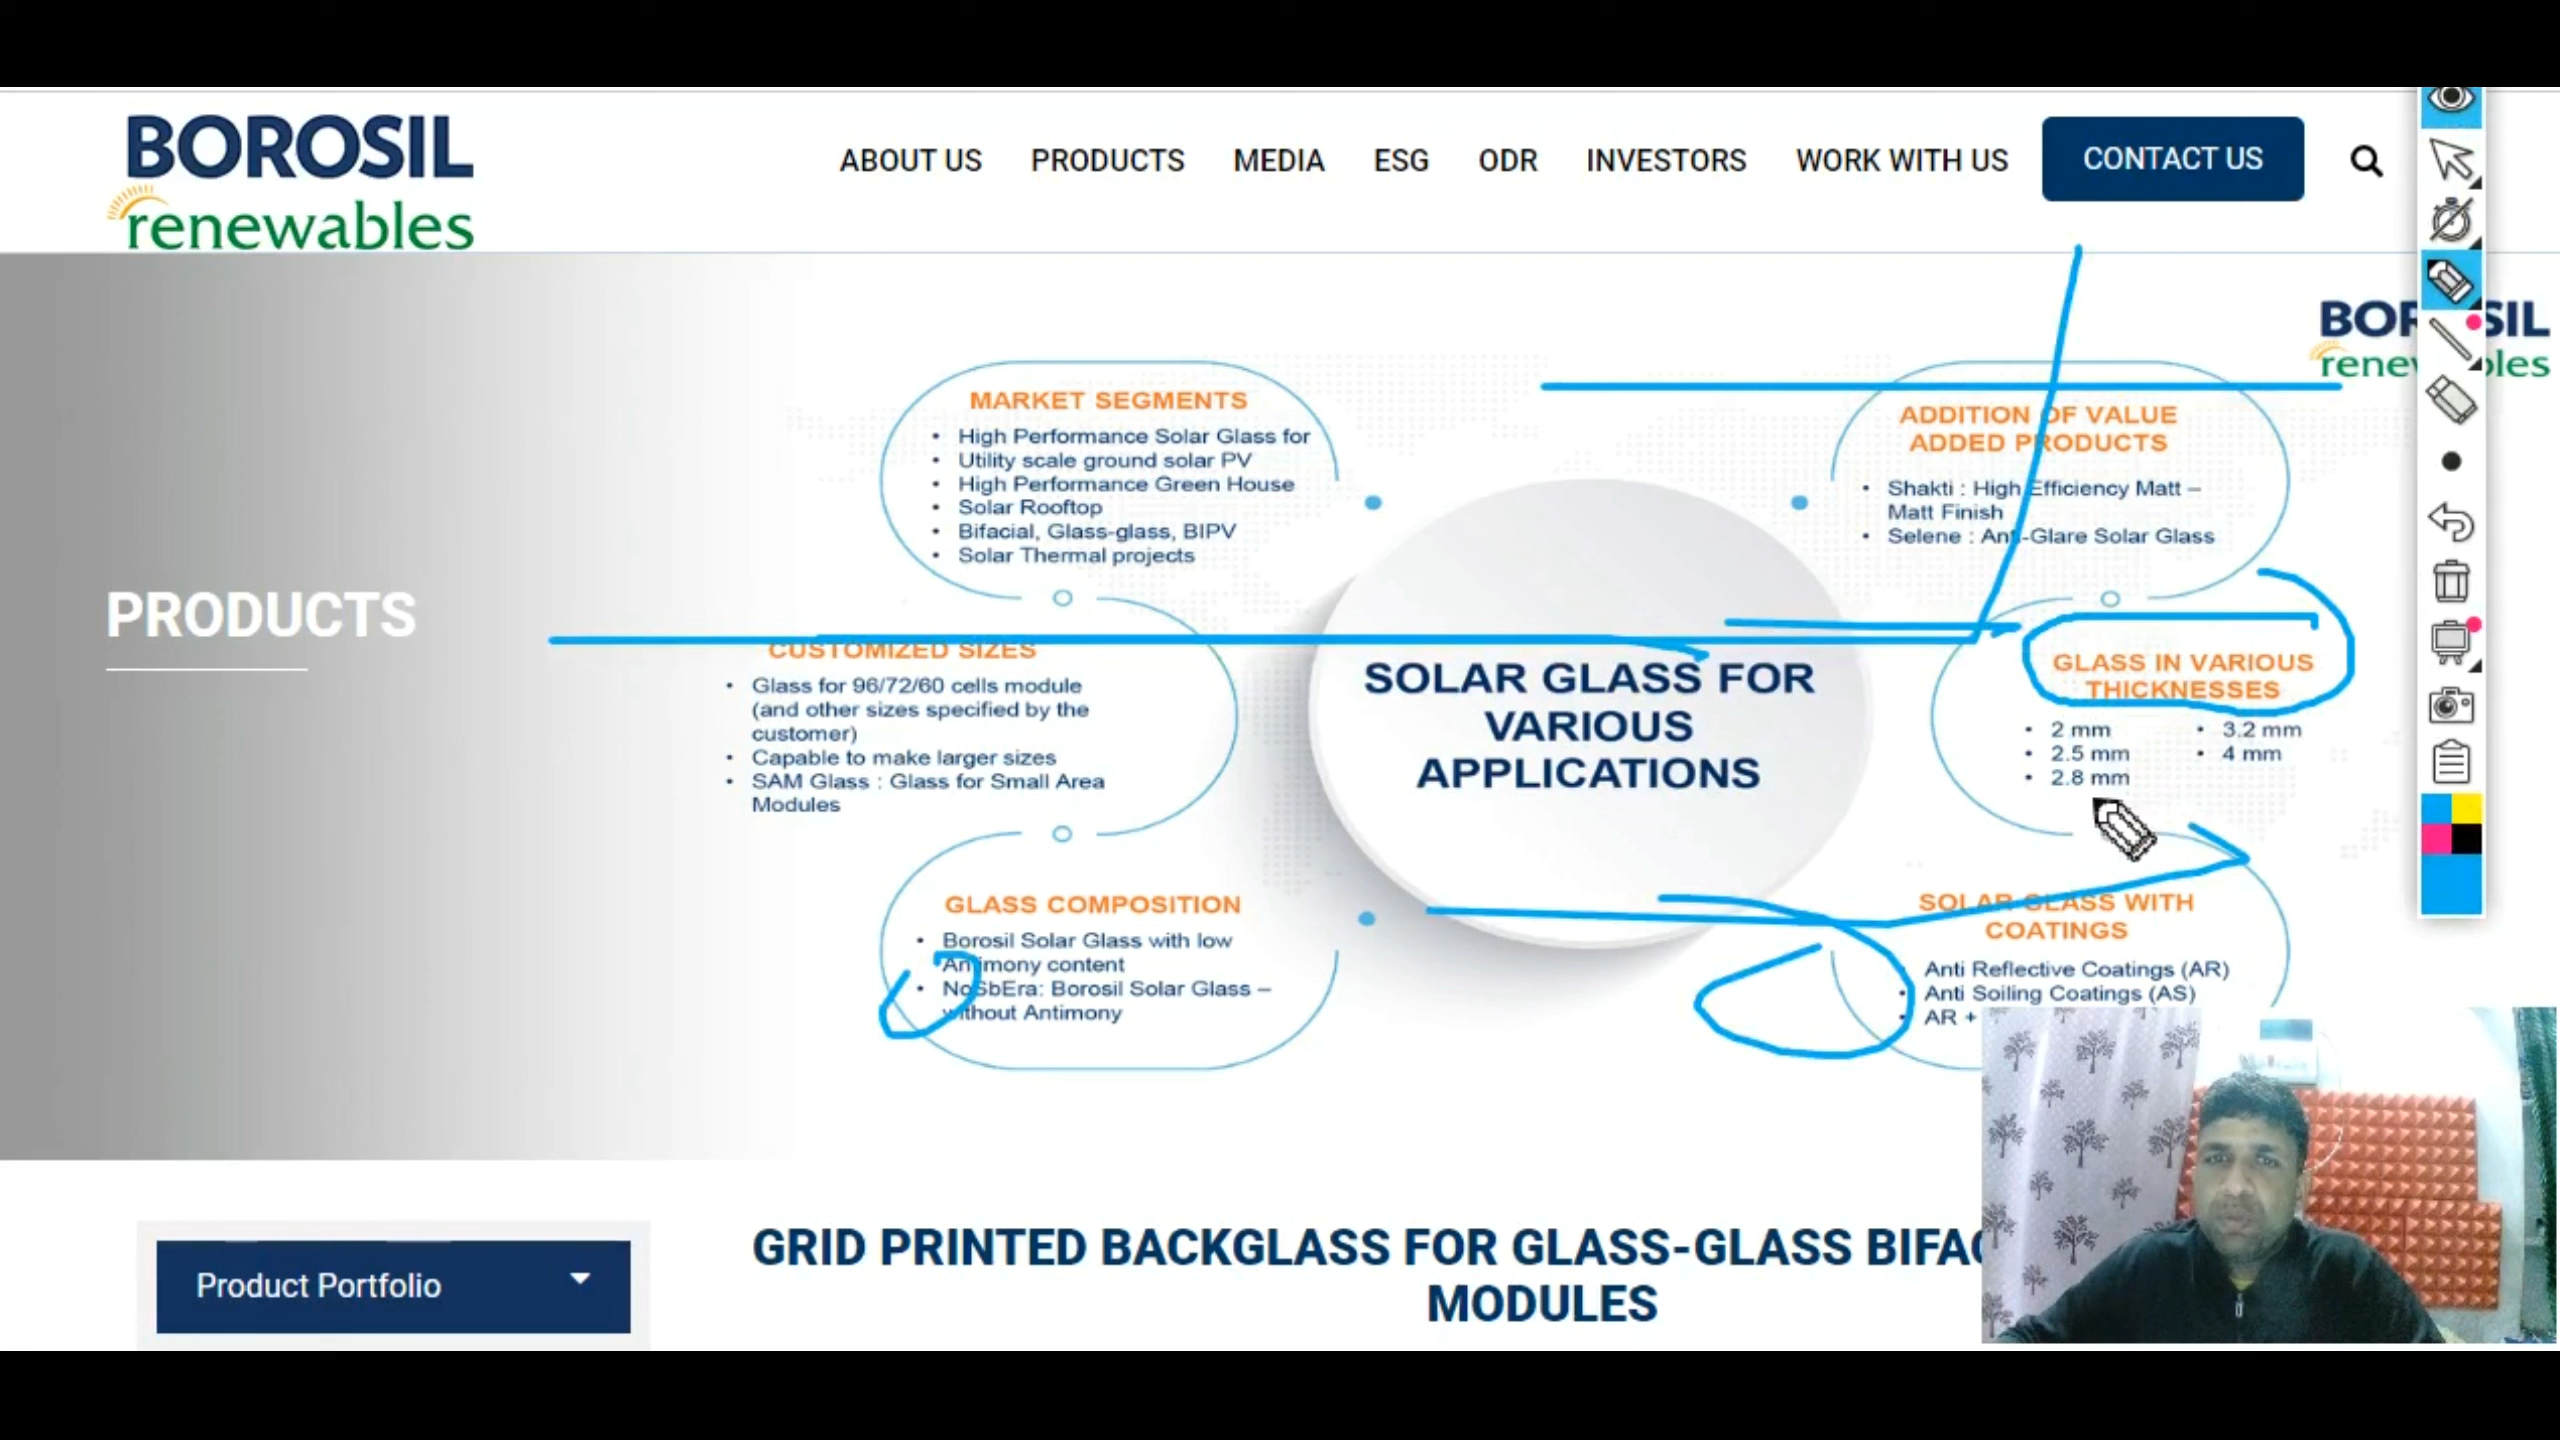 BOROSIL
renewables
ABOUT US
PRODUCTS
MEDIA
ESG
ODR
INVESTORS
WORK WITH US
CONTACT US
BOR SIL
rene bles
PRODUCTS
MARKET SEGMENTS
• High Performance Solar Glass for
• Utility scale ground solar PV
• High Performance Green House
• Solar Rooftop
• Bifacial, Glass-glass, BIPV
• Solar Thermal projects
ADDITION OF VALUE
ADDED PRODUCTS
• Shakti : High Efficiency Matt –
Matt Finish
• Selene : Anti-Glare Solar Glass
CUSTOMIZED SIZES
• Glass for 96/72/60 cells module
(and other sizes specified by the
customer)
• Capable to make larger sizes
• SAM Glass : Glass for Small Area
Modules
SOLAR GLASS FOR
VARIOUS
APPLICATIONS
GLASS IN VARIOUS
THICKNESSES
• 2 mm
• 2.5 mm
• 2.8 mm
• 3.2 mm
• 4 mm
GLASS COMPOSITION
• Borosil Solar Glass with low
Antimony content
• NoSbEra: Borosil Solar Glass –
without Antimony
SOLAR GLASS WITH
COATINGS
• Anti Reflective Coatings (AR)
• Anti Soiling Coatings (AS)
• AR +
Product Portfolio
GRID PRINTED BACKGLASS FOR GLASS-GLASS BIFAC
MODULES